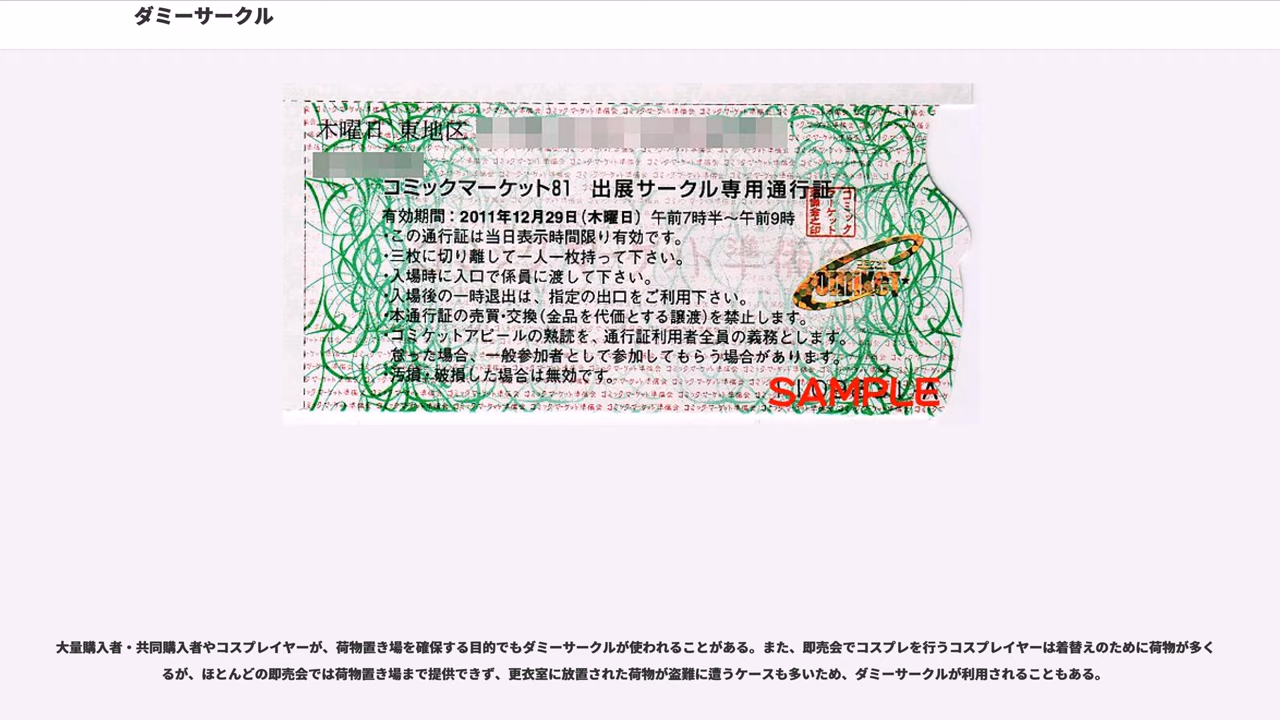 ダミーサークル
木曜日 東地区
コミックマーケット81 出展サークル専用通行証
有効期間：2011年12月29日(木曜日) 午前7時半～午前9時
・この通行証は当日表示時間限り有効です。
・三枚に切り離して一人一枚持って下さい。
・入場時に入口で係員に渡して下さい。
・入場後の一時退出は、指定の出口をご利用下さい。
・本通行証の売買・交換(金品を代価とする譲渡)を禁止します。
・コミケットアピールの熟読を、通行証利用者全員の義務とします。
怠った場合、一般参加者として参加してもらう場合があります。
・汚損・破損した場合は無効です。
SAMPLE
大量購入者・共同購入者やコスプレイヤーが、荷物置き場を確保する目的でもダミーサークルが使われることがある。また、即売会でコスプレを行うコスプレイヤーは着替えのために荷物が多く
るが、ほとんどの即売会では荷物置き場まで提供できず、更衣室に放置された荷物が盗難に遭うケースも多いため、ダミーサークルが利用されることもある。